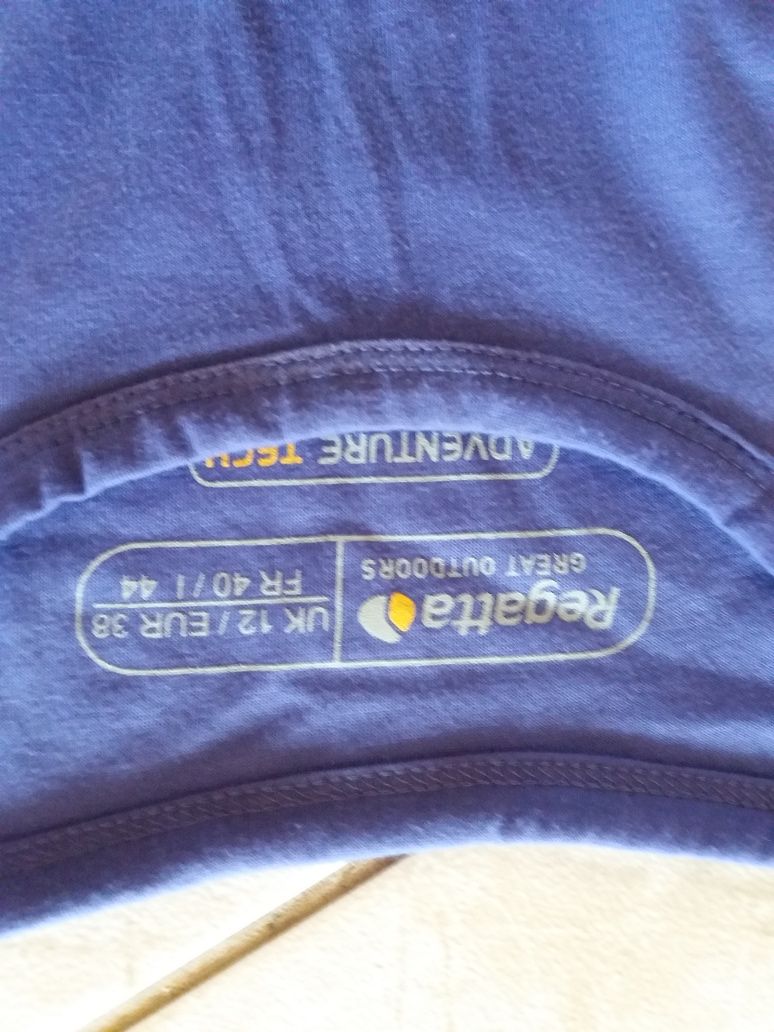 Regatta
GREAT OUTDOORS
UK 12 / EUR 38
FR 40 / I 44
ADVENTURE TECH